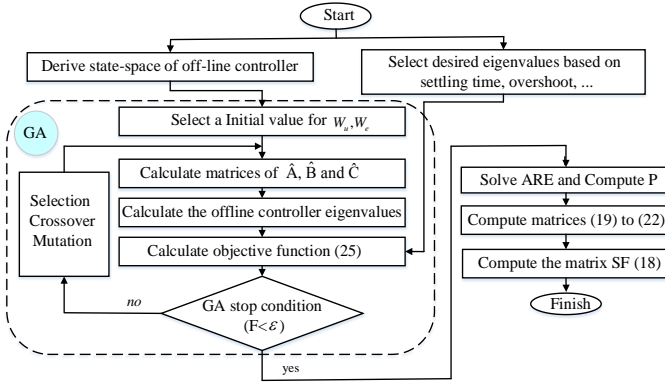 Start
Derive state-space of off-line controller
Select desired eigenvalues based on
settling time, overshoot, ...
GA
Select a Initial value for W_u, W_e
Calculate matrices of Â, B̂ and Ĉ
Calculate the offline controller eigenvalues
Calculate objective function (25)
Selection
Crossover
Mutation
no
GA stop condition
(F<ε)
yes
Solve ARE and Compute P
Compute matrices (19) to (22)
Compute the matrix SF (18)
Finish